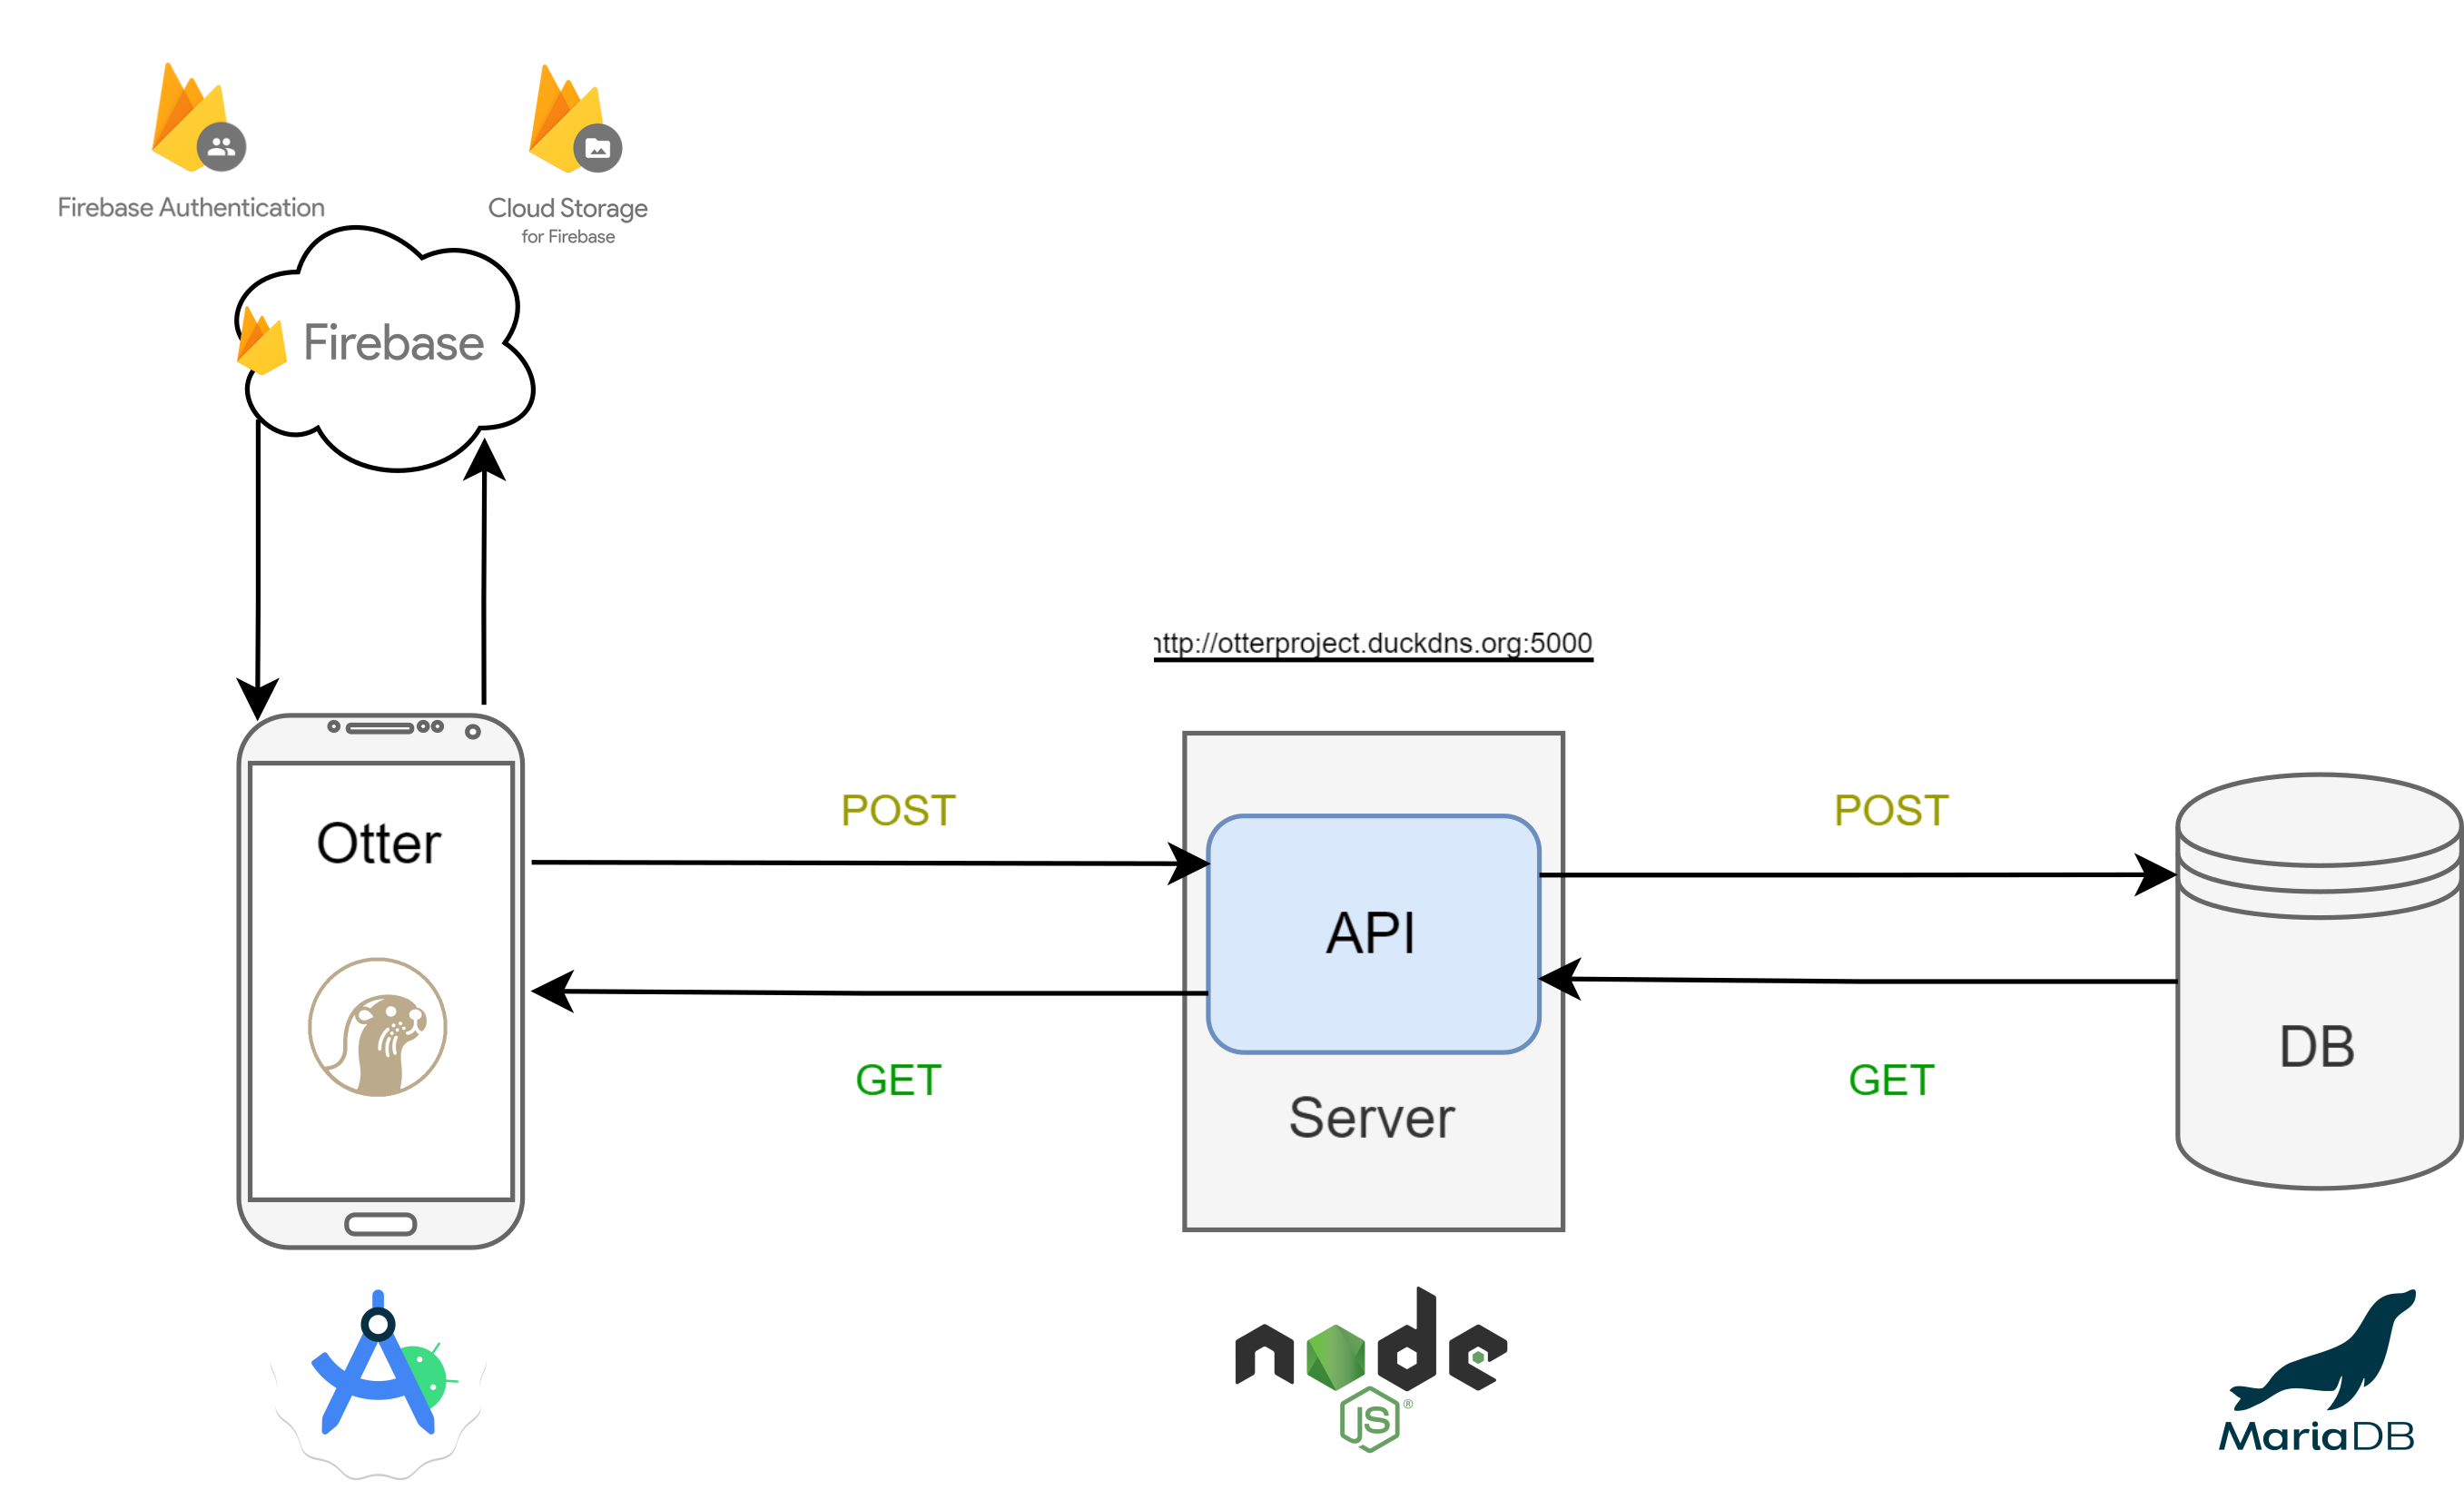 Firebase Authentication
Cloud Storage
for Firebase
Firebase
ttp://otterproject.duckdns.org:5000
POST
POST
Otter
API
DB
GET
GET
Server
node
JS
®
MariaDB